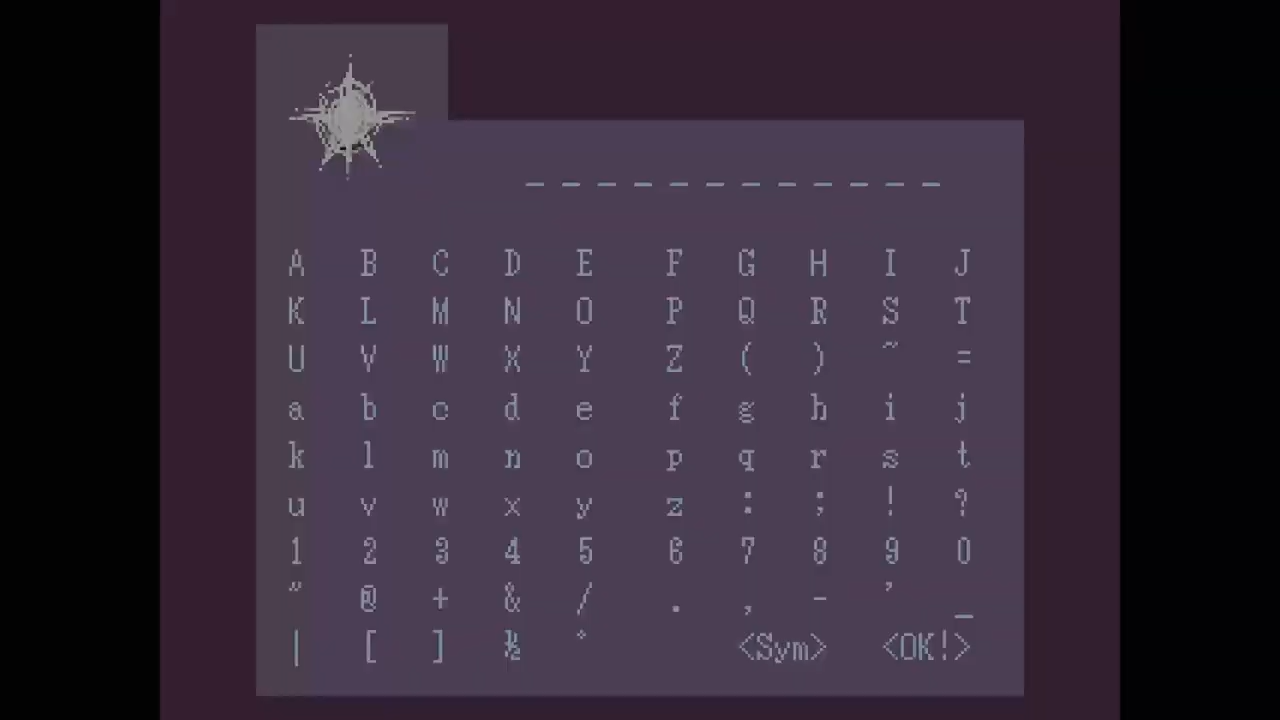 _ _ _ _ _ _ _ _ _ _ _ _
A B C D E F G H I J
K L M N O P Q R S T
U V W X Y Z ( ) ~ =
a b c d e f g h i j
k l m n o p q r s t
u v w x y z : ; ! ?
1 2 3 4 5 6 7 8 9 0
" @ + & / . , - ' _
| [ ] ½ ° <Sym> <OK!>